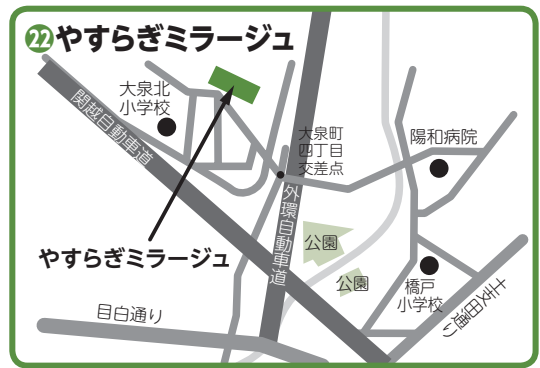 22 やすらぎミラージュ
大泉北
小学校
関越自動車道
大泉町
四丁目
交差点
陽和病院
外環自動車道
やすらぎミラージュ
公園
公園
橋戸
小学校
目白通り
土支田通り